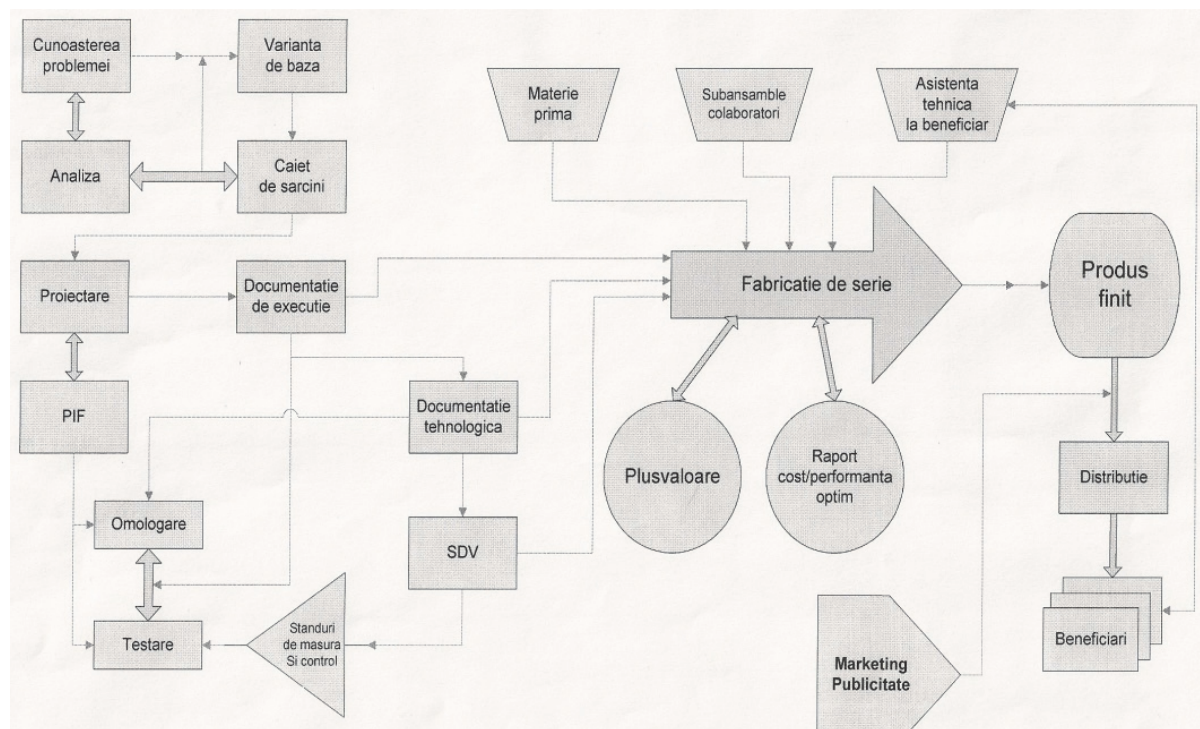 Cunoasterea
problemei
Varianta
de baza
Materie
prima
Subansamble
colaboratori
Asistenta
tehnica
la beneficiar
Analiza
Caiet
de sarcini
Proiectare
Documentatie
de executie
Fabricatie de serie
Produs
finit
PIF
Documentatie
tehnologica
Plusvaloare
Raport
cost/performanta
optim
Distributie
Omologare
SDV
Testare
Standuri
de masura
Si control
Marketing
Publicitate
Beneficiari